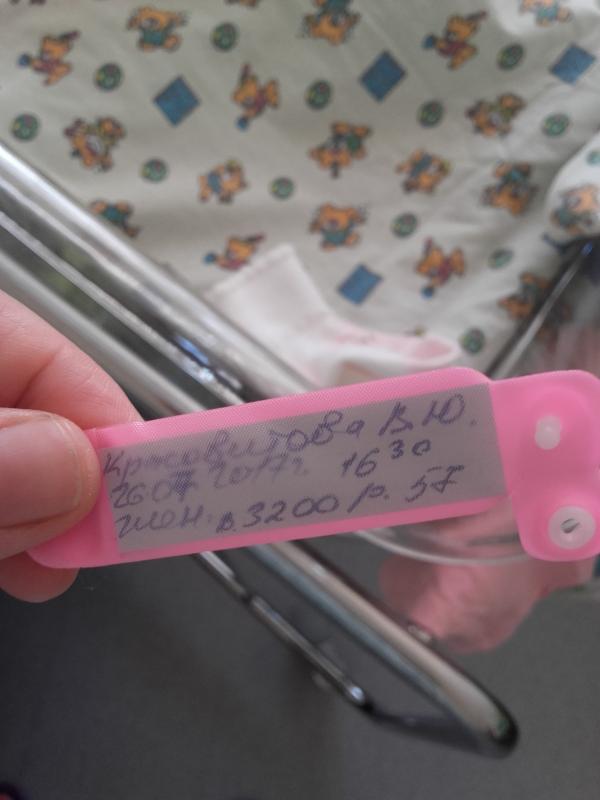 Красовитова В.Ю.
26.07 2017г. 16³⁰
жен. в.3200 р. 57